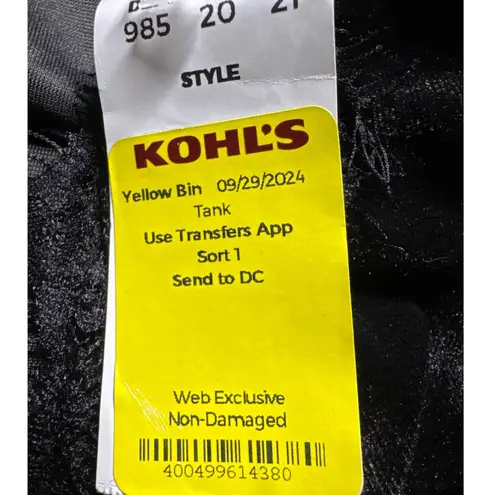 985 20 21
STYLE
KOHL'S
Yellow Bin 09/29/2024
Tank
Use Transfers App
Sort 1
Send to DC
Web Exclusive
Non-Damaged
400499614380